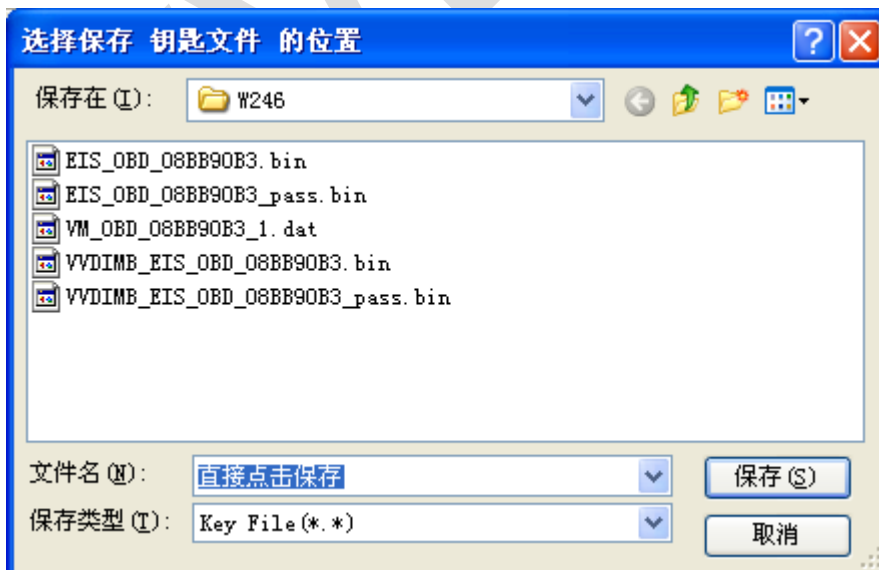 选择保存 钥匙文件 的位置
保存在(I): W246
EIS_OBD_08BB90B3.bin
EIS_OBD_08BB90B3_pass.bin
VM_OBD_08BB90B3_1.dat
VVDIMB_EIS_OBD_08BB90B3.bin
VVDIMB_EIS_OBD_08BB90B3_pass.bin
文件名(N): 直接点击保存 保存(S)
保存类型(T): Key File(*.*) 取消